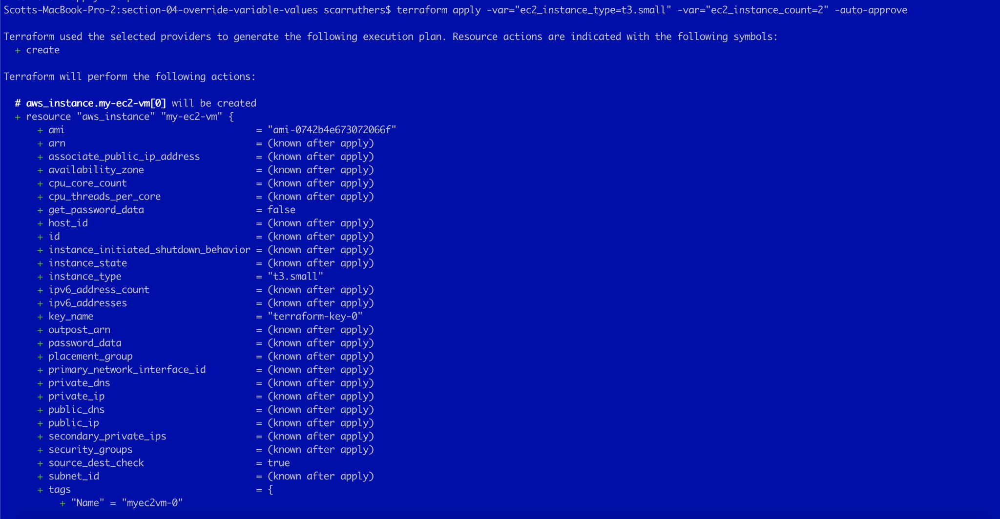 Scotts-MacBook-Pro-2:section-04-override-variable-values scarruthers$ terraform apply -var="ec2_instance_type=t3.small" -var="ec2_instance_count=2" -auto-approve
Terraform used the selected providers to generate the following execution plan. Resource actions are indicated with the following symbols:
  + create
Terraform will perform the following actions:
  # aws_instance.my-ec2-vm[0] will be created
  + resource "aws_instance" "my-ec2-vm" {
      + ami                                  = "ami-0742b4e673072066f"
      + arn                                  = (known after apply)
      + associate_public_ip_address          = (known after apply)
      + availability_zone                    = (known after apply)
      + cpu_core_count                       = (known after apply)
      + cpu_threads_per_core                 = (known after apply)
      + get_password_data                    = false
      + host_id                              = (known after apply)
      + id                                   = (known after apply)
      + instance_initiated_shutdown_behavior = (known after apply)
      + instance_state                       = (known after apply)
      + instance_type                        = "t3.small"
      + ipv6_address_count                   = (known after apply)
      + ipv6_addresses                       = (known after apply)
      + key_name                             = "terraform-key-0"
      + outpost_arn                          = (known after apply)
      + password_data                        = (known after apply)
      + placement_group                      = (known after apply)
      + primary_network_interface_id         = (known after apply)
      + private_dns                          = (known after apply)
      + private_ip                           = (known after apply)
      + public_dns                           = (known after apply)
      + public_ip                            = (known after apply)
      + secondary_private_ips                = (known after apply)
      + security_groups                      = (known after apply)
      + source_dest_check                    = true
      + subnet_id                            = (known after apply)
      + tags                                 = {
          + "Name" = "myec2vm-0"